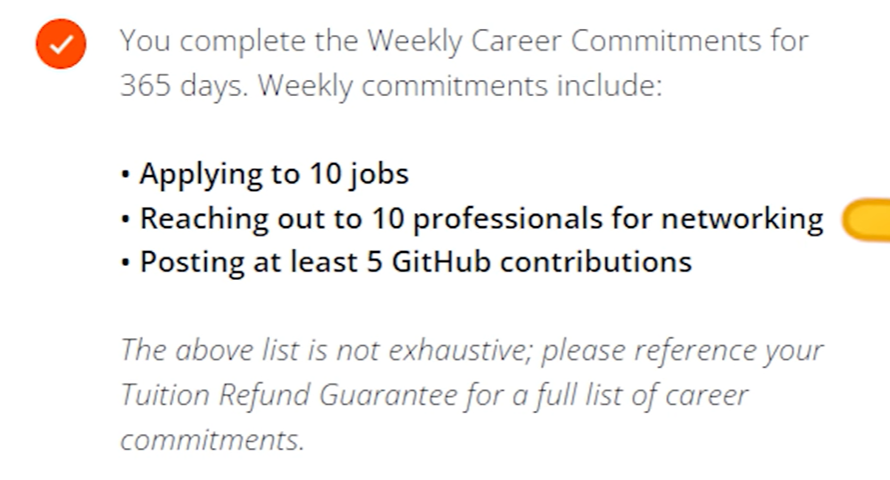 You complete the Weekly Career Commitments for
365 days. Weekly commitments include:
• Applying to 10 jobs
• Reaching out to 10 professionals for networking
• Posting at least 5 GitHub contributions
The above list is not exhaustive; please reference your
Tuition Refund Guarantee for a full list of career
commitments.